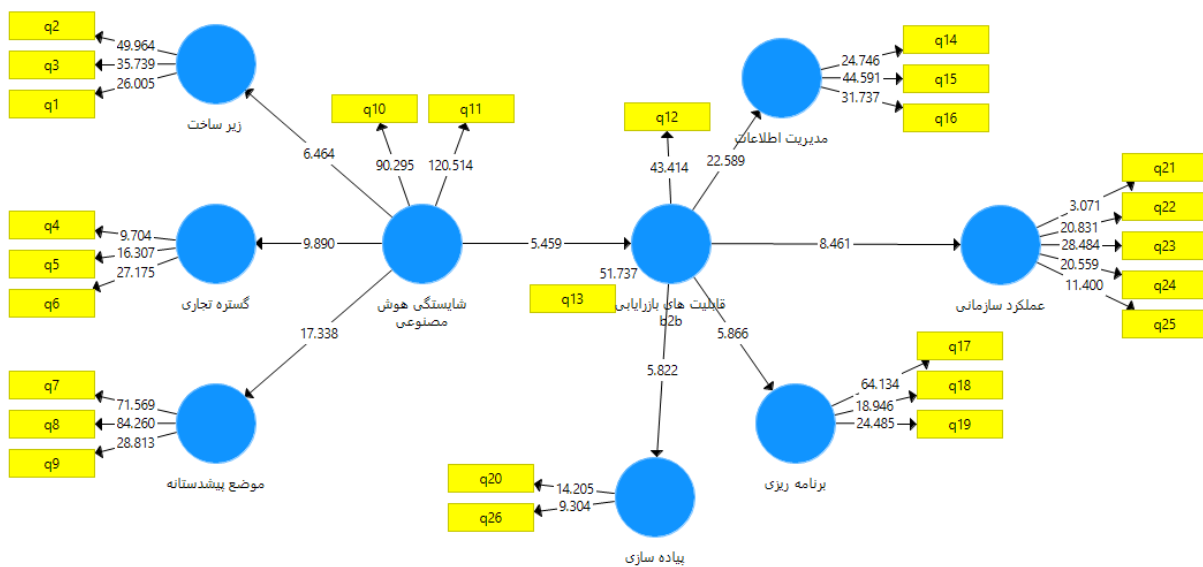 q2
q3
q1
49.964
35.739
26.005
زیر ساخت
6.464
q10
q11
90.295
120.514
q12
43.414
22.589
مدیریت اطلاعات
24.746
44.591
31.737
q14
q15
q16
q4
q5
q6
9.704
16.307
27.175
گستره تجاری
9.890
شایستگی هوش
مصنوعی
5.459
51.737
q13
قابلیت های بازاریابی
b2b
8.461
عملکرد سازمانی
3.071
20.831
28.484
20.559
11.400
q21
q22
q23
q24
q25
17.338
q7
q8
q9
71.569
84.260
28.813
موضع پیشدستانه
5.822
5.866
64.134
18.946
24.485
q17
q18
q19
برنامه ریزی
q20
q26
14.205
9.304
پیاده سازی